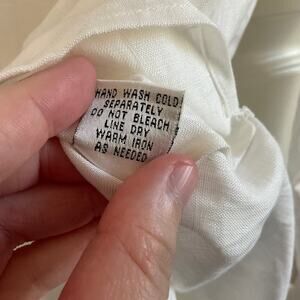 HAND WASH COLD
SEPARATELY
DO NOT BLEACH
LINE DRY
WARM IRON
AS NEEDED